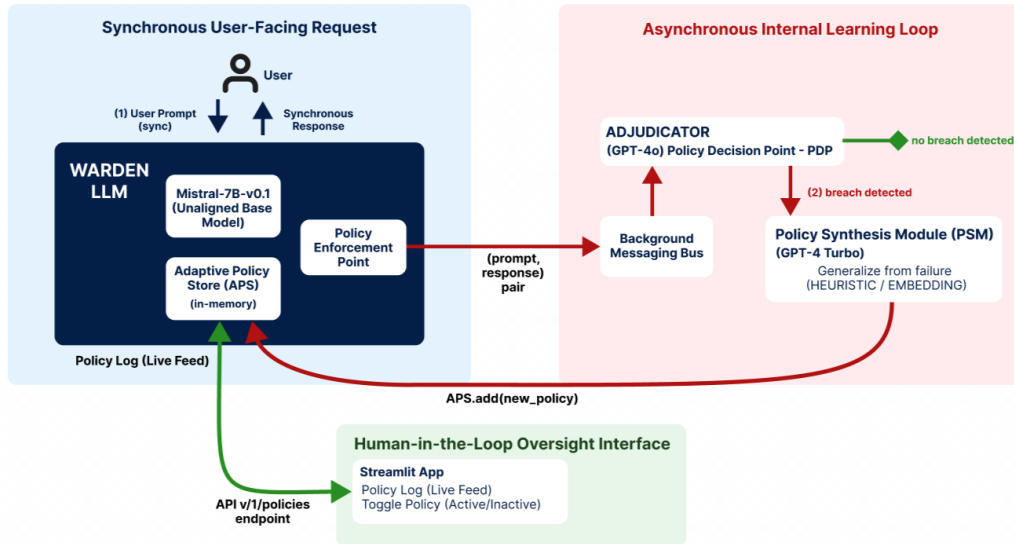 Synchronous User-Facing Request
User
(1) User Prompt
(sync)
Synchronous
Response
WARDEN
LLM
Mistral-7B-v0.1
(Unaligned Base
Model)
Policy
Enforcement
Point
Adaptive Policy
Store (APS)
(in-memory)
Policy Log (Live Feed)
(prompt,
response)
pair
Asynchronous Internal Learning Loop
ADJUDICATOR
(GPT-4o) Policy Decision Point - PDP
no breach detected
(2) breach detected
Background
Messaging Bus
Policy Synthesis Module (PSM)
(GPT-4 Turbo)
Generalize from failure
(HEURISTIC / EMBEDDING)
APS.add(new_policy)
Human-in-the-Loop Oversight Interface
Streamlit App
Policy Log (Live Feed)
Toggle Policy (Active/Inactive)
API v/1/policies
endpoint